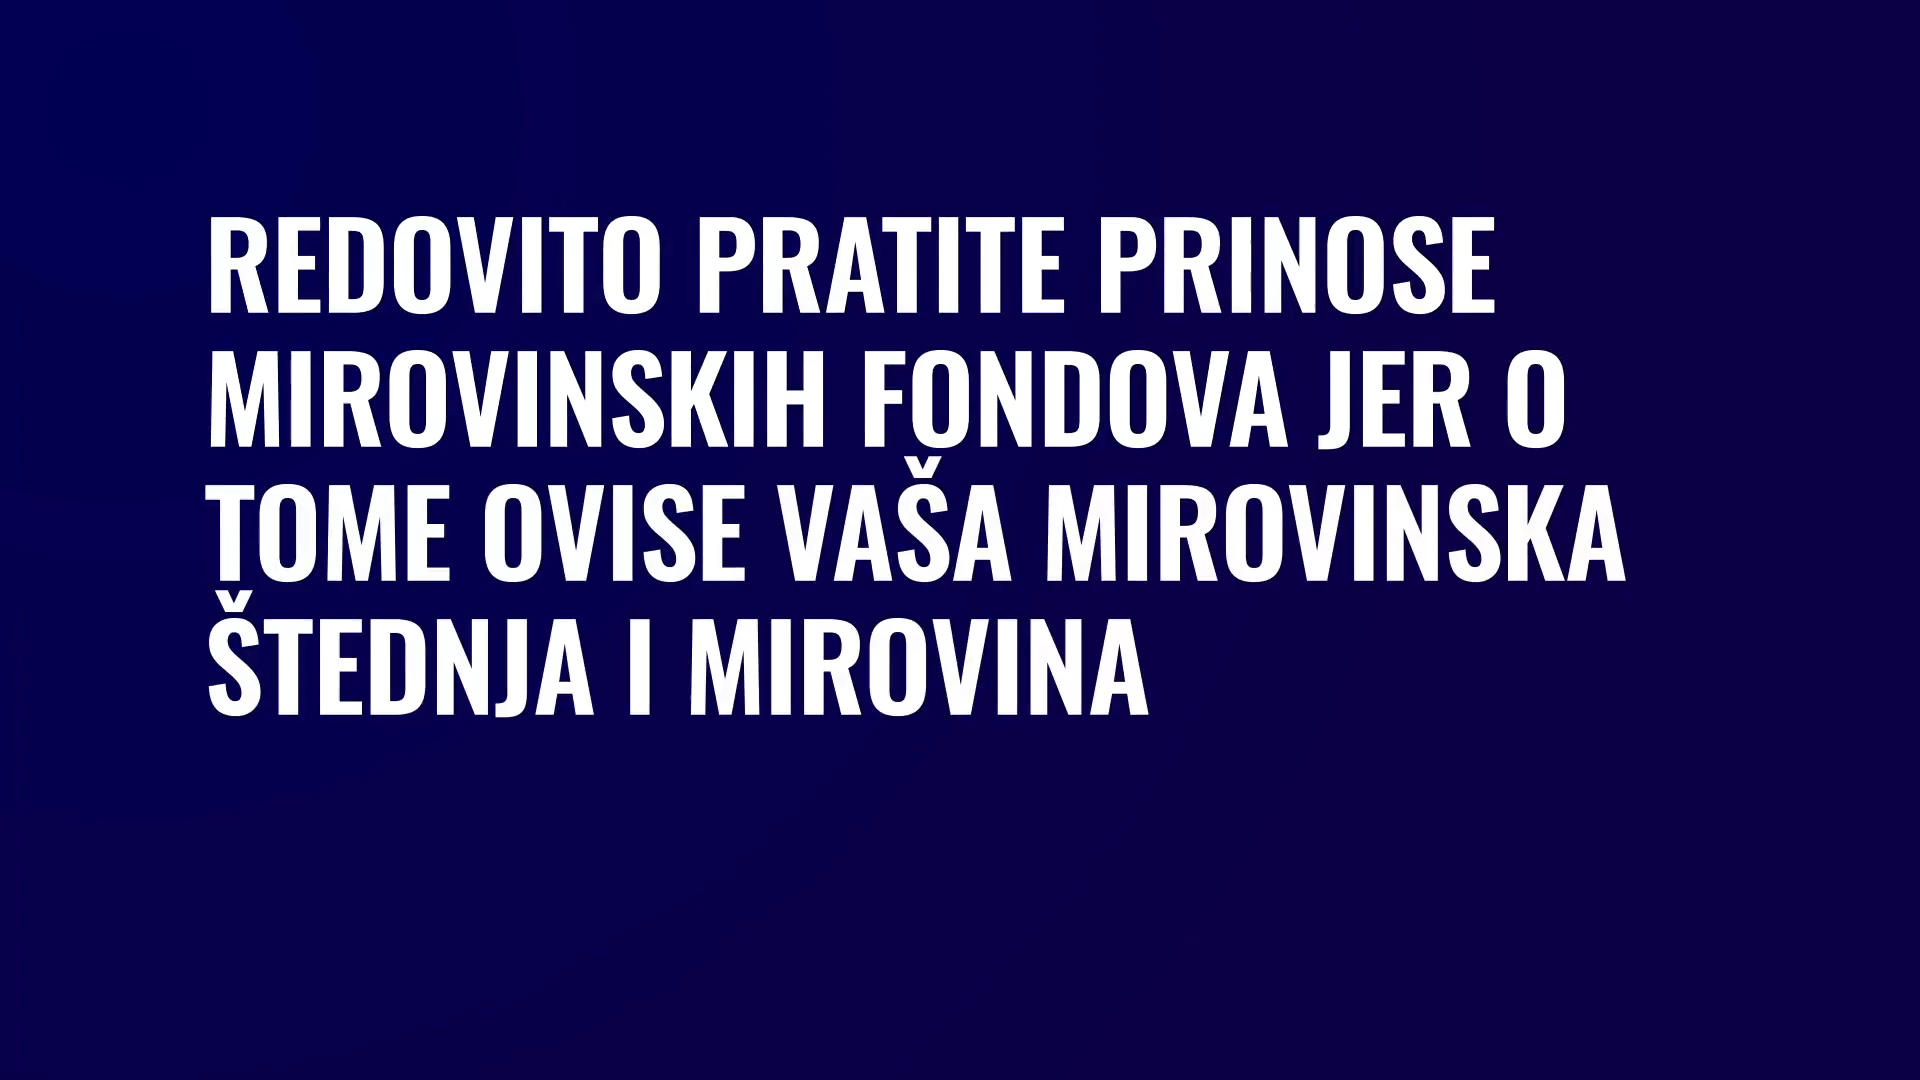 REDOVITO PRATITE PRINOSE
MIROVINSKIH FONDOVA JER O
TOME OVISE VAŠA MIROVINSKA
ŠTEDNJA I MIROVINA